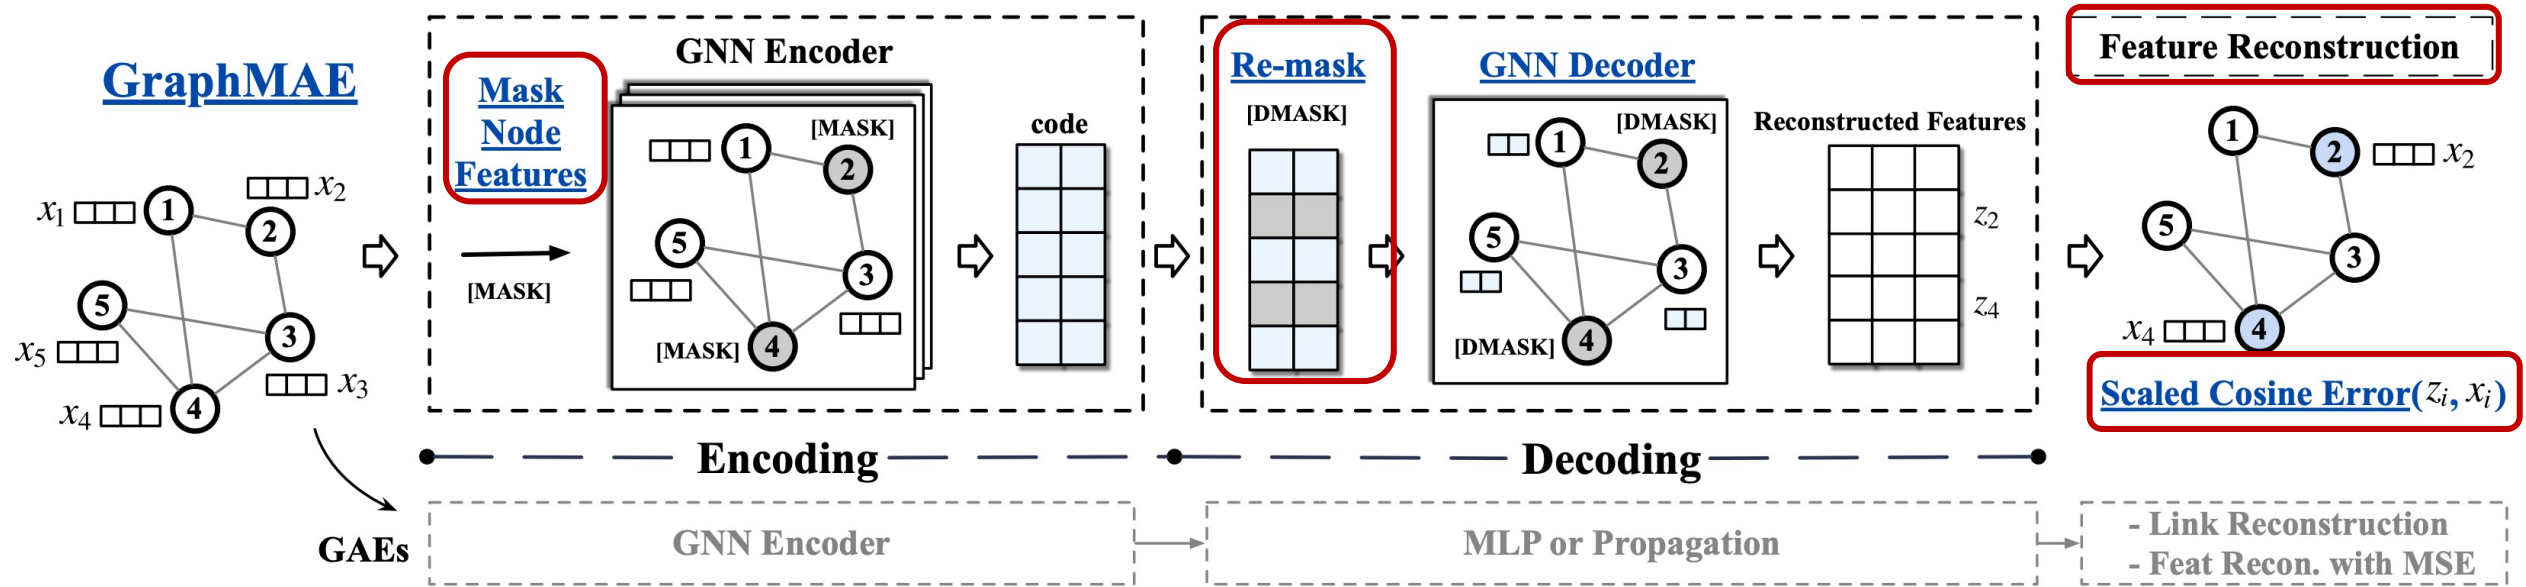 GraphMAE
x1
x2
x5
x3
x4
1
2
5
3
4
Mask
Node
Features
[MASK]
GNN Encoder
[MASK]
1
2
5
3
[MASK]
4
code
Re-mask
[DMASK]
GNN Decoder
[DMASK]
1
2
5
3
[DMASK]
4
Reconstructed Features
z2
z4
Feature Reconstruction
1
2
x2
5
3
x4
4
Scaled Cosine Error(zi, xi)
Encoding
Decoding
GAEs
GNN Encoder
MLP or Propagation
- Link Reconstruction
- Feat Recon. with MSE